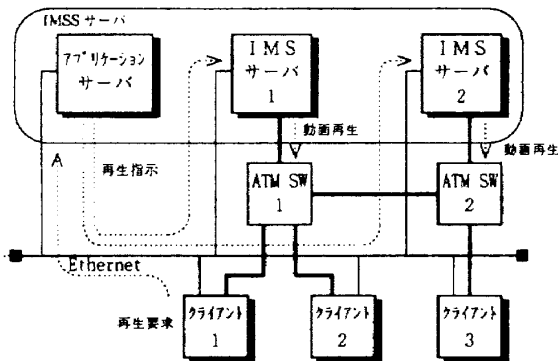 IMSSサーバ
アプリケーション
サーバ
IMS
サーバ
1
IMS
サーバ
2
動画再生
動画再生
再生指示
ATM SW
1
ATM SW
2
Ethernet
再生要求
クライアント
1
クライアント
2
クライアント
3